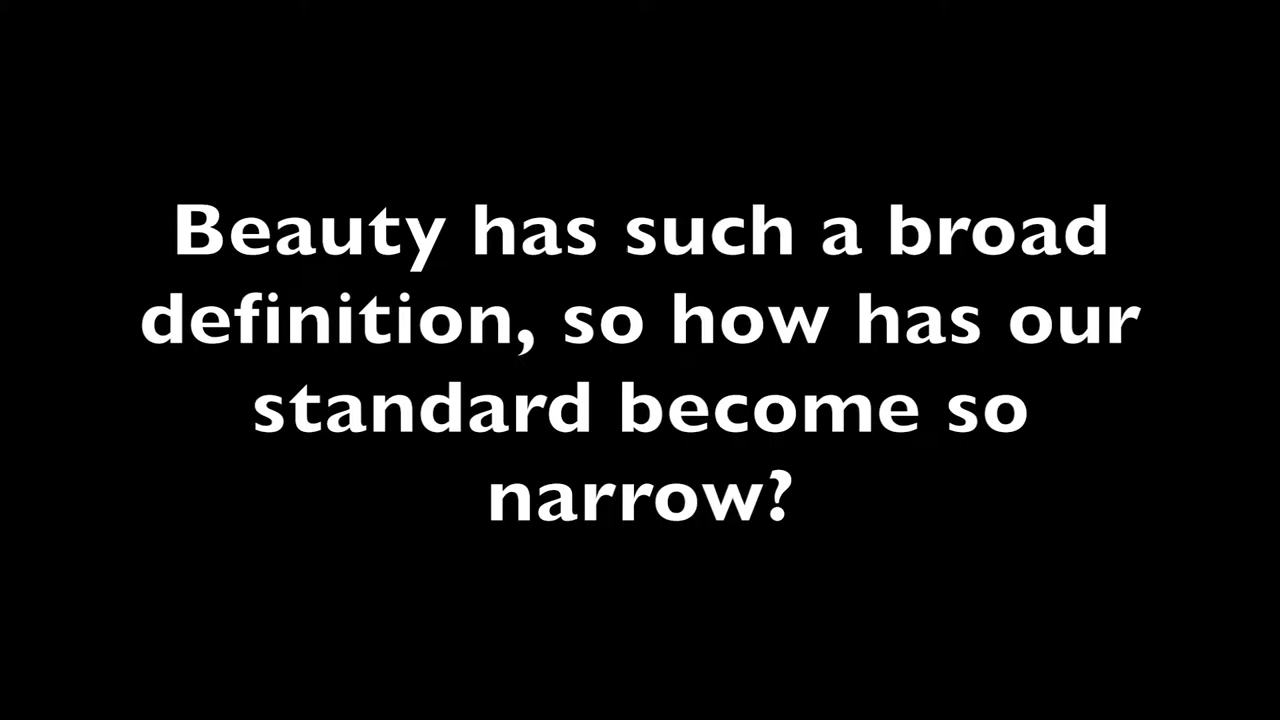 Beauty has such a broad
definition, so how has our
standard become so
narrow?